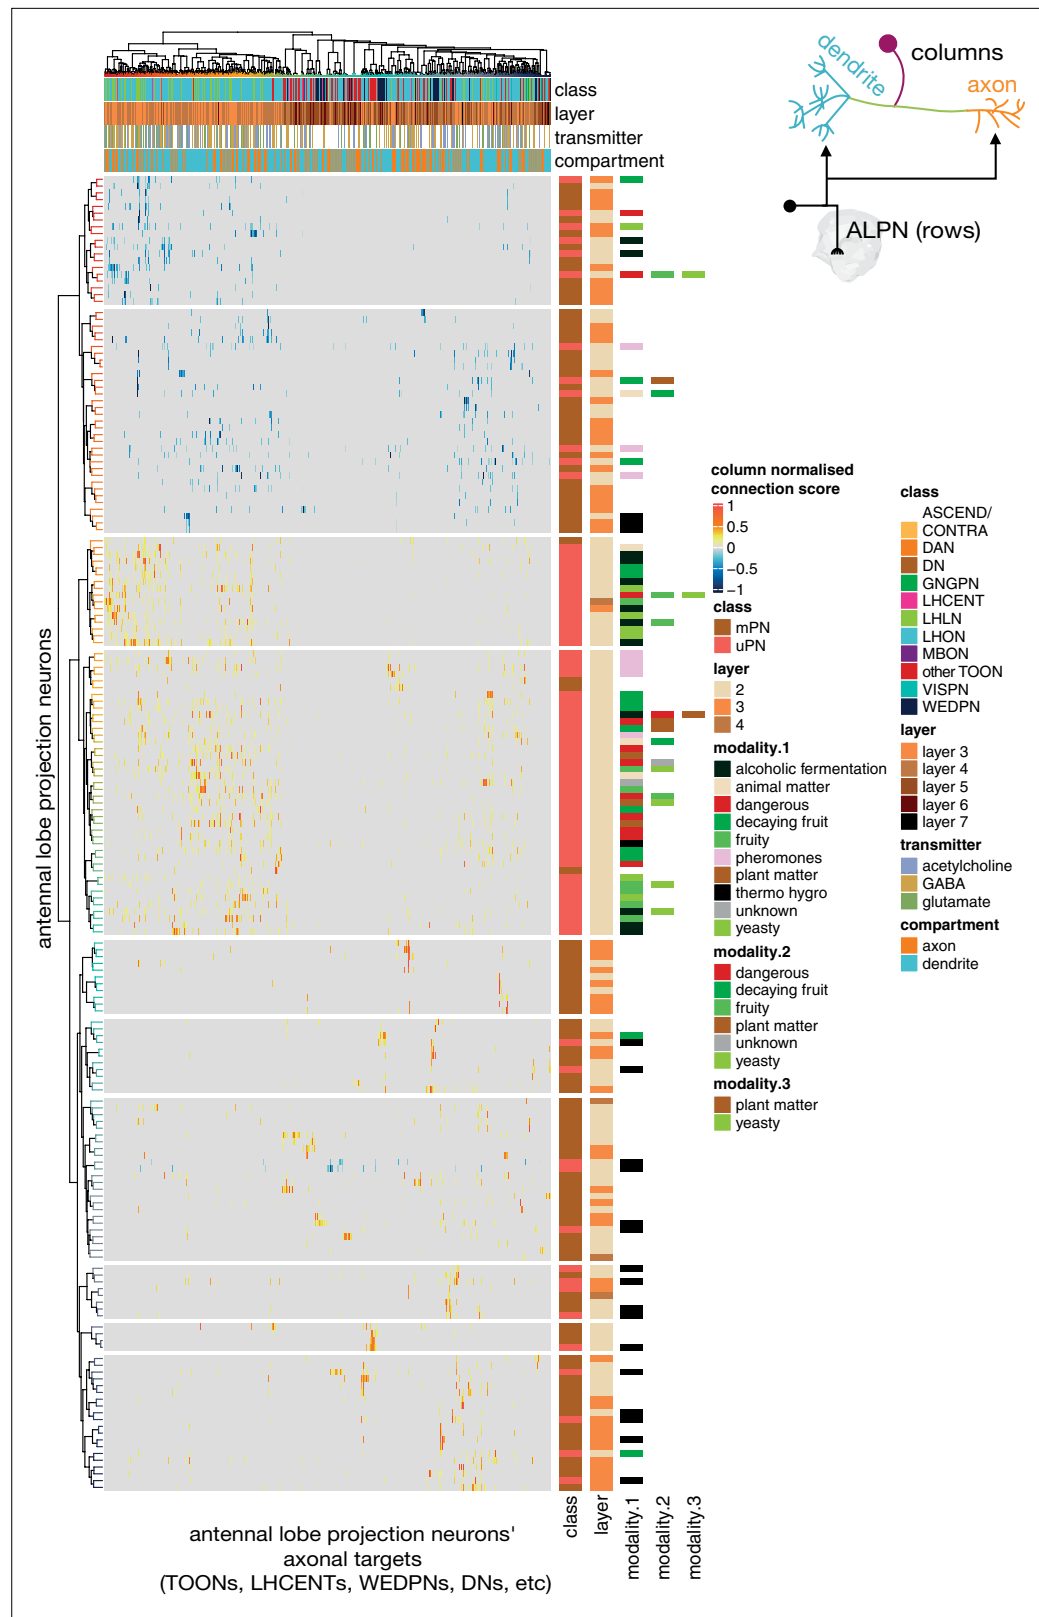 class
layer
transmitter
compartment
dendrite
columns
axon
ALPN (rows)
antennal lobe projection neurons
column normalised
connection score
1
0.5
0
−0.5
−1
class
mPN
uPN
layer
2
3
4
modality.1
alcoholic fermentation
animal matter
dangerous
decaying fruit
fruity
pheromones
plant matter
thermo hygro
unknown
yeasty
modality.2
dangerous
decaying fruit
fruity
plant matter
unknown
yeasty
modality.3
plant matter
yeasty
class
ASCEND/
CONTRA
DAN
DN
GNGPN
LHCENT
LHLN
LHON
MBON
other TOON
VISPN
WEDPN
layer
layer 3
layer 4
layer 5
layer 6
layer 7
transmitter
acetylcholine
GABA
glutamate
compartment
axon
dendrite
class
layer
modality.1
modality.2
modality.3
antennal lobe projection neurons'
axonal targets
(TOONs, LHCENTs, WEDPNs, DNs, etc)